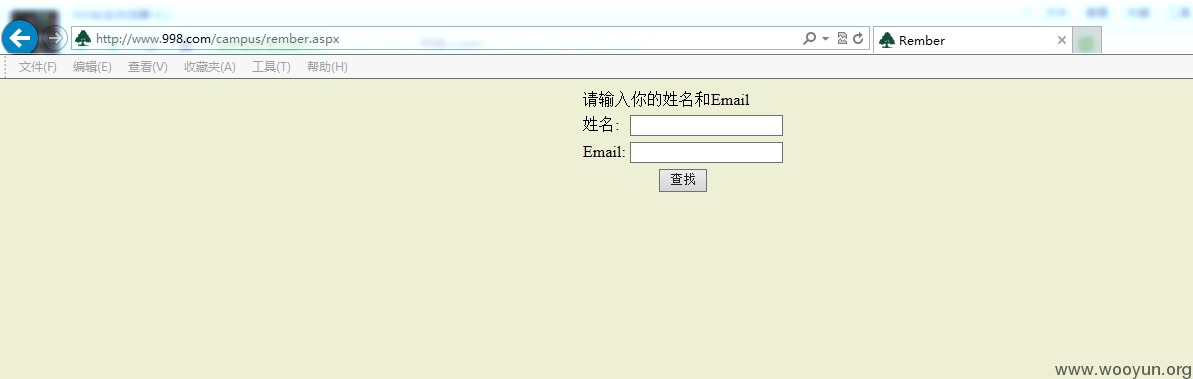 http://www.998.com/campus/rember.aspx
Rember
文件(F) 编辑(E) 查看(V) 收藏夹(A) 工具(T) 帮助(H)
请输入你的姓名和Email
姓名:
Email:
查找
www.wooyun.org